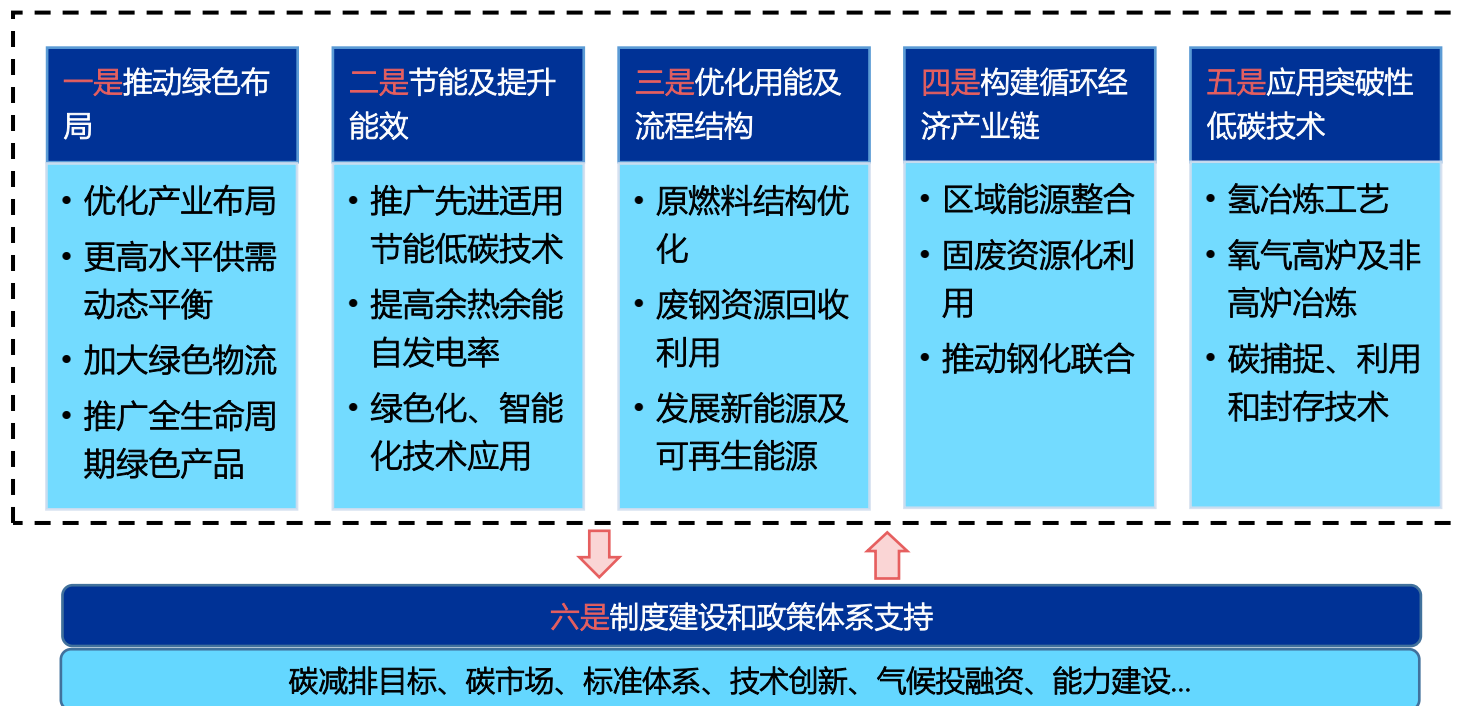 一是推动绿色布
局
• 优化产业布局
• 更高水平供需
动态平衡
• 加大绿色物流
• 推广全生命周
期绿色产品
二是节能及提升
能效
• 推广先进适用
节能低碳技术
• 提高余热余能
自发电率
• 绿色化、智能
化技术应用
三是优化用能及
流程结构
• 原燃料结构优
化
• 废钢资源回收
利用
• 发展新能源及
可再生能源
四是构建循环经
济产业链
• 区域能源整合
• 固废资源化利
用
• 推动钢化联合
五是应用突破性
低碳技术
• 氢冶炼工艺
• 氧气高炉及非
高炉冶炼
• 碳捕捉、利用
和封存技术
六是制度建设和政策体系支持
碳减排目标、碳市场、标准体系、技术创新、气候投融资、能力建设...